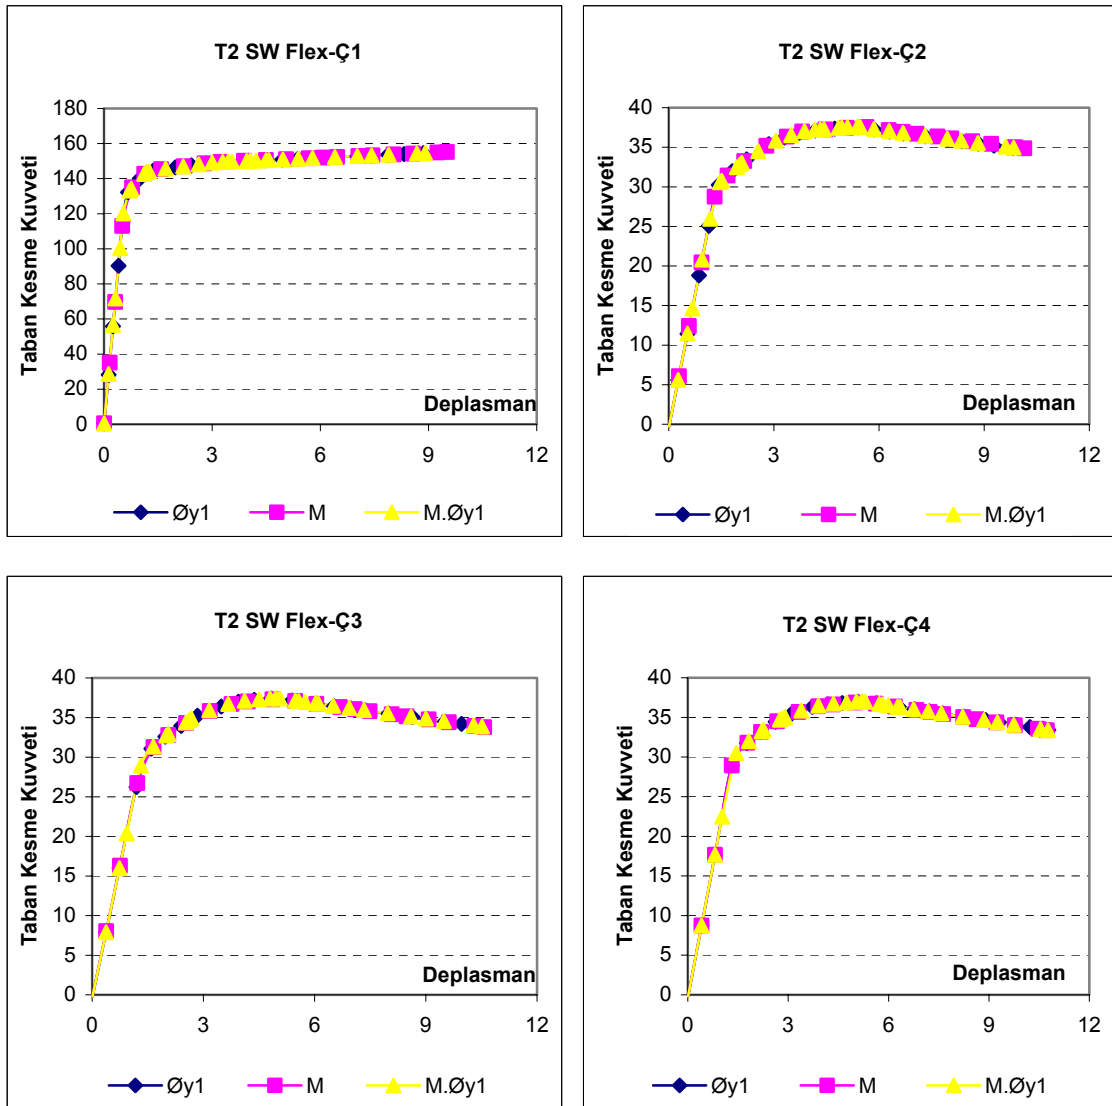 T2 SW Flex-Ç1
Taban Kesme Kuvveti
180
160
140
120
100
80
60
40
20
0
Deplasman
0 3 6 9 12
Øy1 M M.Øy1
T2 SW Flex-Ç2
Taban Kesme Kuvveti
40
35
30
25
20
15
10
5
0
Deplasman
0 3 6 9 12
Øy1 M M.Øy1
T2 SW Flex-Ç3
Taban Kesme Kuvveti
40
35
30
25
20
15
10
5
0
Deplasman
0 3 6 9 12
Øy1 M M.Øy1
T2 SW Flex-Ç4
Taban Kesme Kuvveti
40
35
30
25
20
15
10
5
0
Deplasman
0 3 6 9 12
Øy1 M M.Øy1